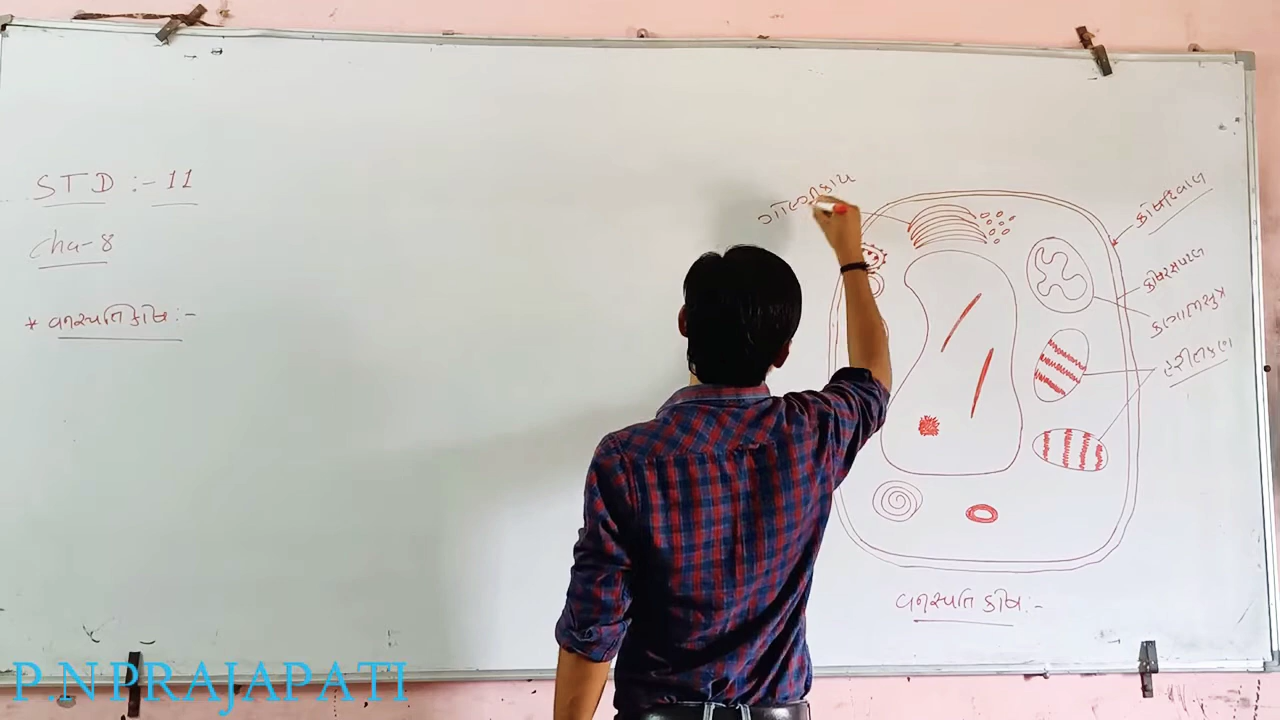 STD :- 11
cha-8
* વનસ્પતિ કોષ :-
ગોલ્ગીકાય
કોષદિવાલ
કોષરસપટલ
કણાભસૂત્ર
હરીતકણ
વનસ્પતિ કોષ :-
P.N PRAJAPATI